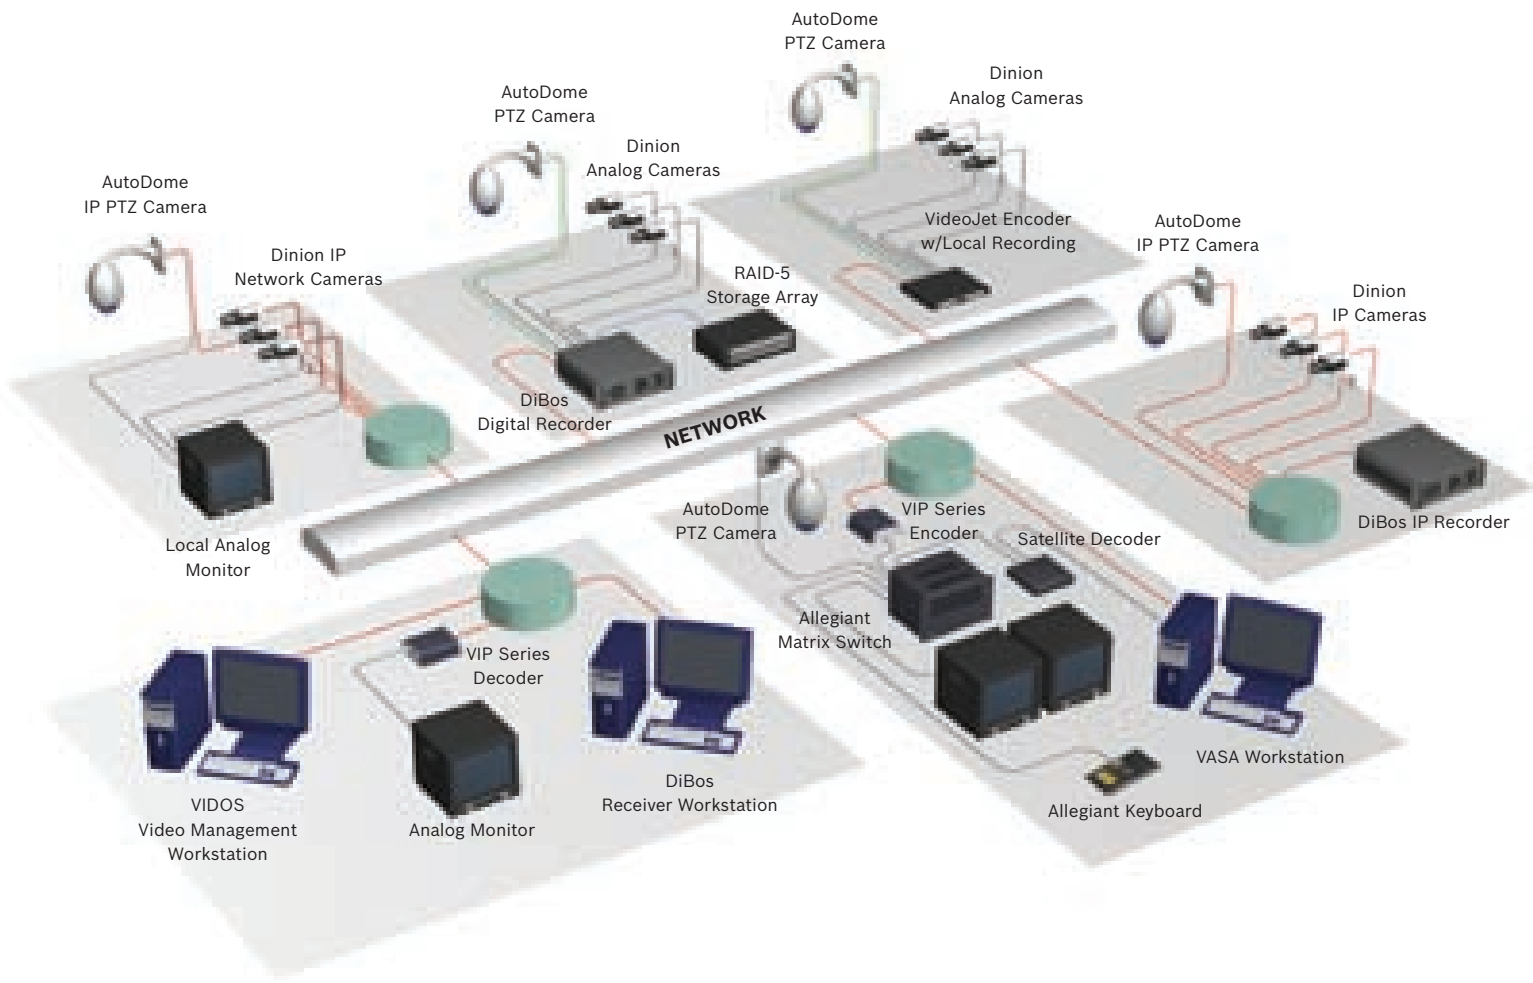 AutoDome
PTZ Camera
Dinion
Analog Cameras
AutoDome
PTZ Camera
Dinion
Analog Cameras
AutoDome
IP PTZ Camera
VideoJet Encoder
w/Local Recording
AutoDome
IP PTZ Camera
Dinion IP
Network Cameras
RAID-5
Storage Array
Dinion
IP Cameras
DiBos
Digital Recorder
NETWORK
AutoDome
PTZ Camera
VIP Series
Encoder
Satellite Decoder
DiBos IP Recorder
Local Analog
Monitor
Allegiant
Matrix Switch
VIP Series
Decoder
VASA Workstation
DiBos
Receiver Workstation
Allegiant Keyboard
VIDOS
Video Management
Workstation
Analog Monitor